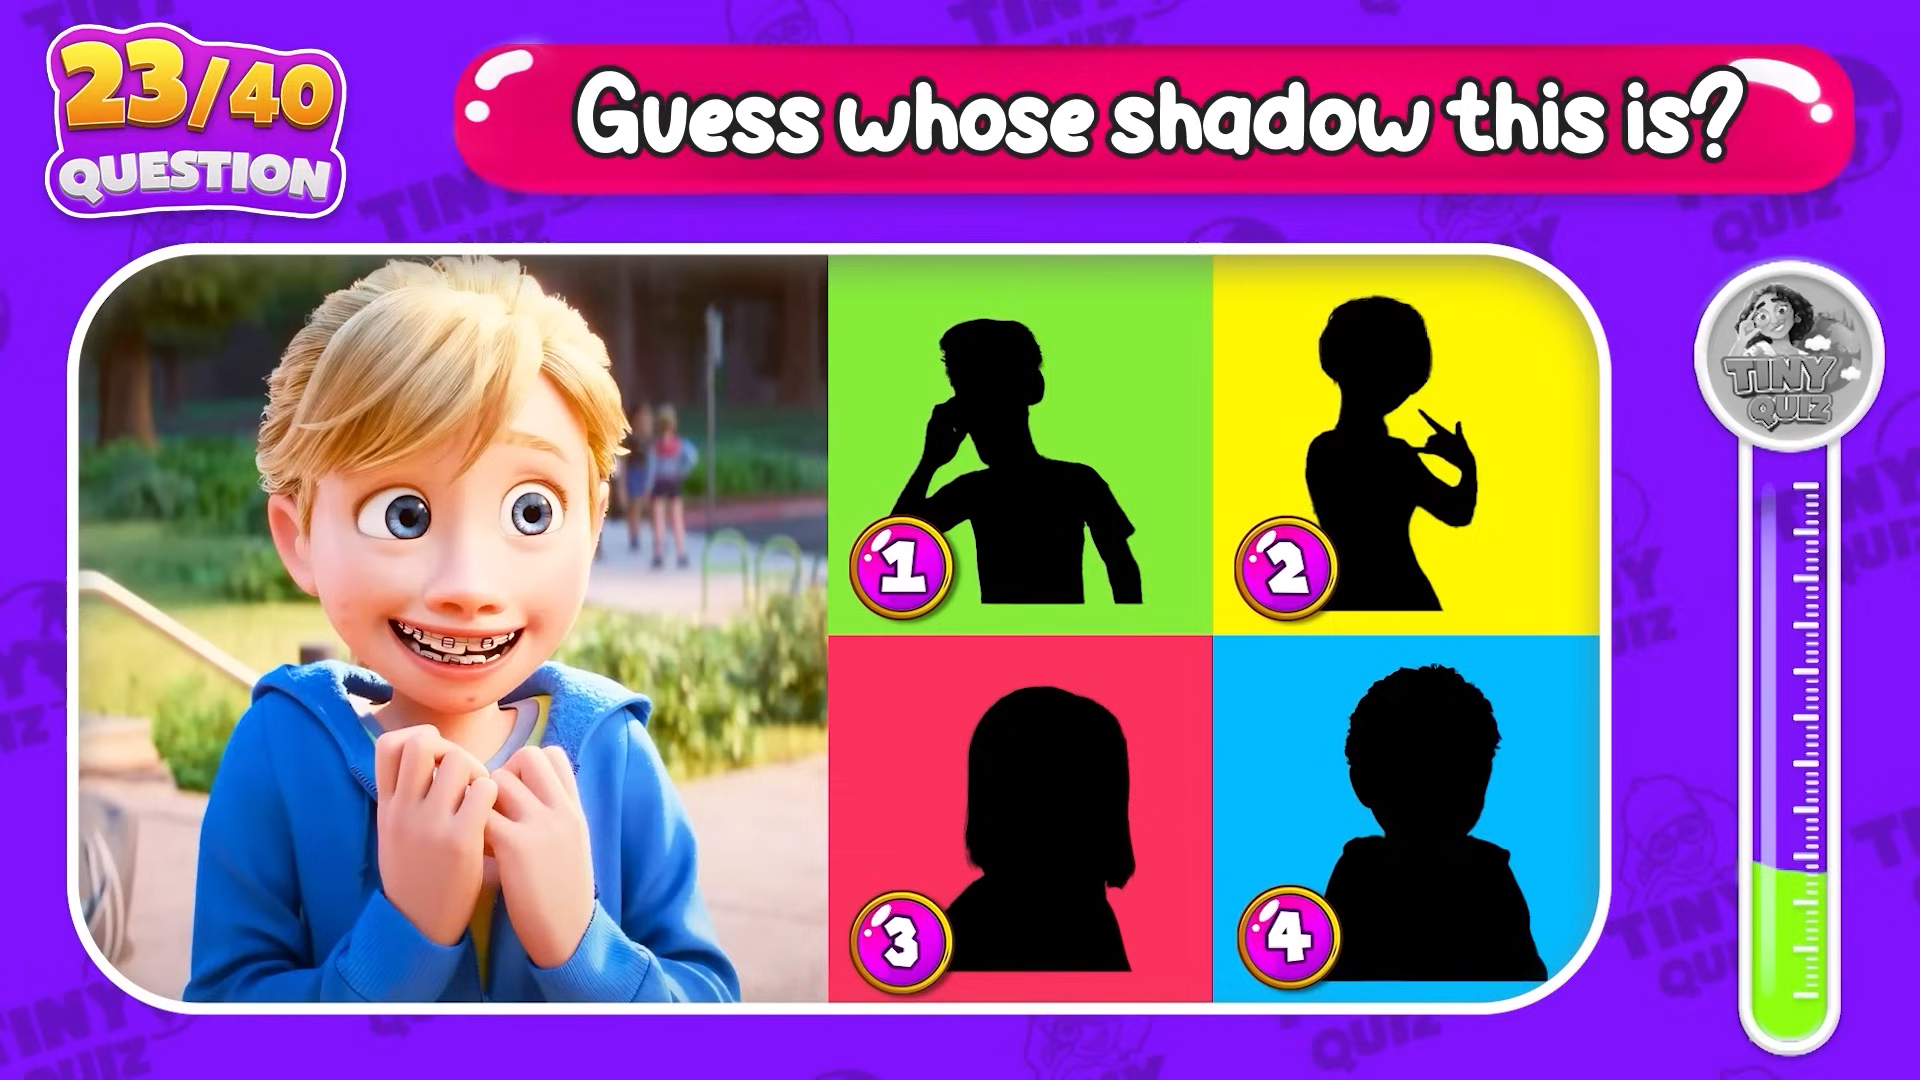 23/40
QUESTION
Guess whose shadow this is?
TINY
QUIZ
1
2
3
4